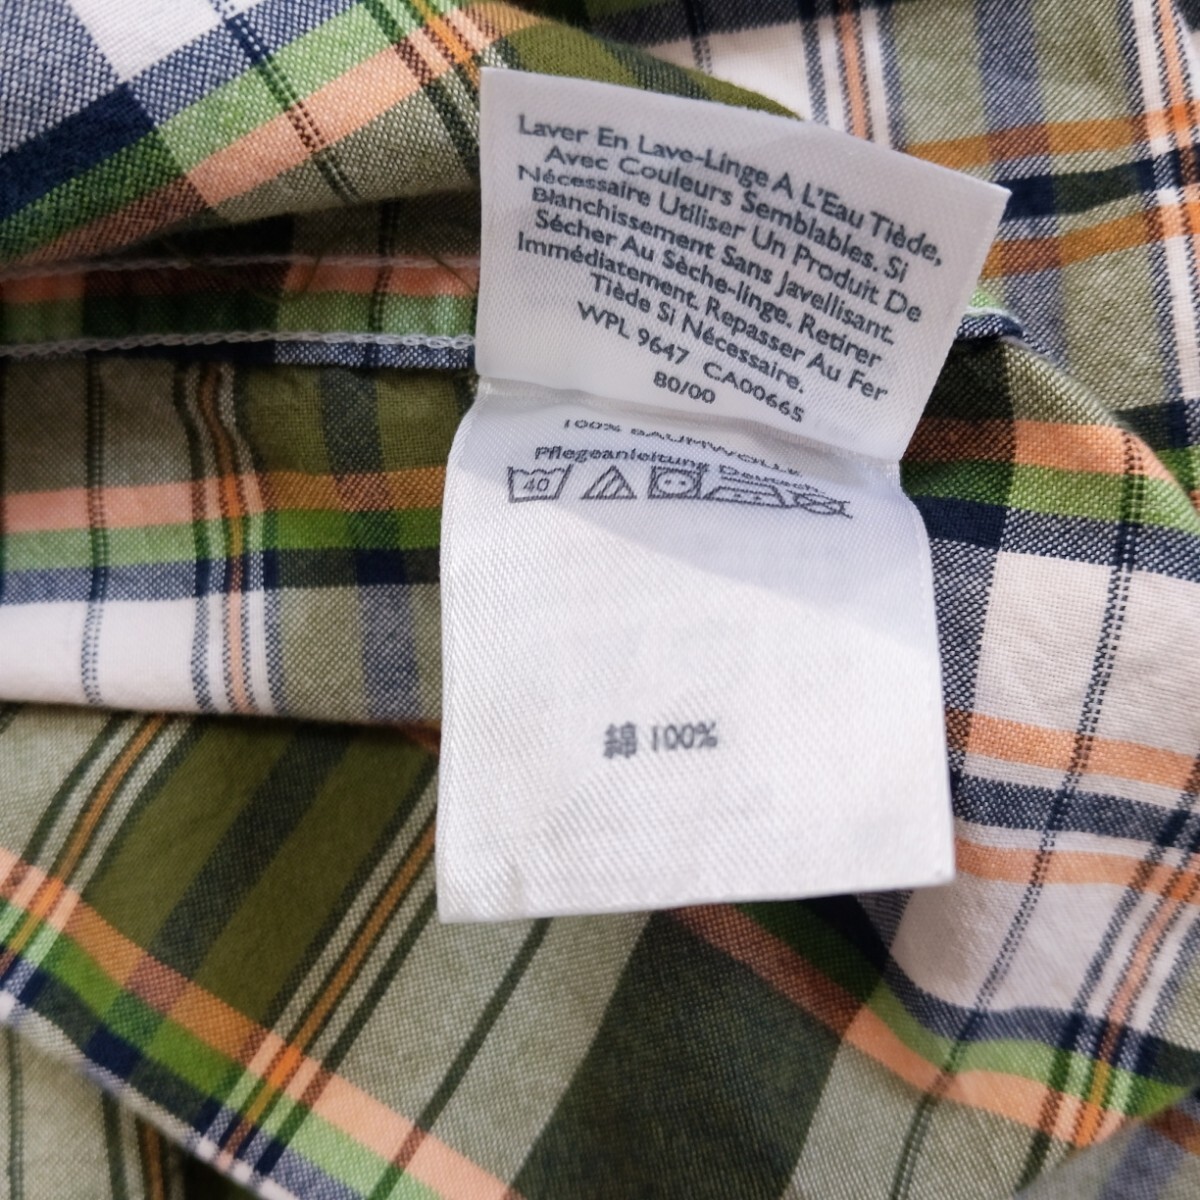 Laver En Lave-Linge A L'Eau Tiède,
Avec Couleurs Semblables. Si
Nécessaire Utiliser Un Produit De
Blanchissement Sans Javellisant.
Sécher Au Sèche-linge. Retirer
Immédiatement. Repasser Au Fer
Tiède Si Nécessaire.
WPL 9647 CA00665
80/00
100% BAUMWOLLE
Pflegeanleitung Deutsch
40
綿 100%